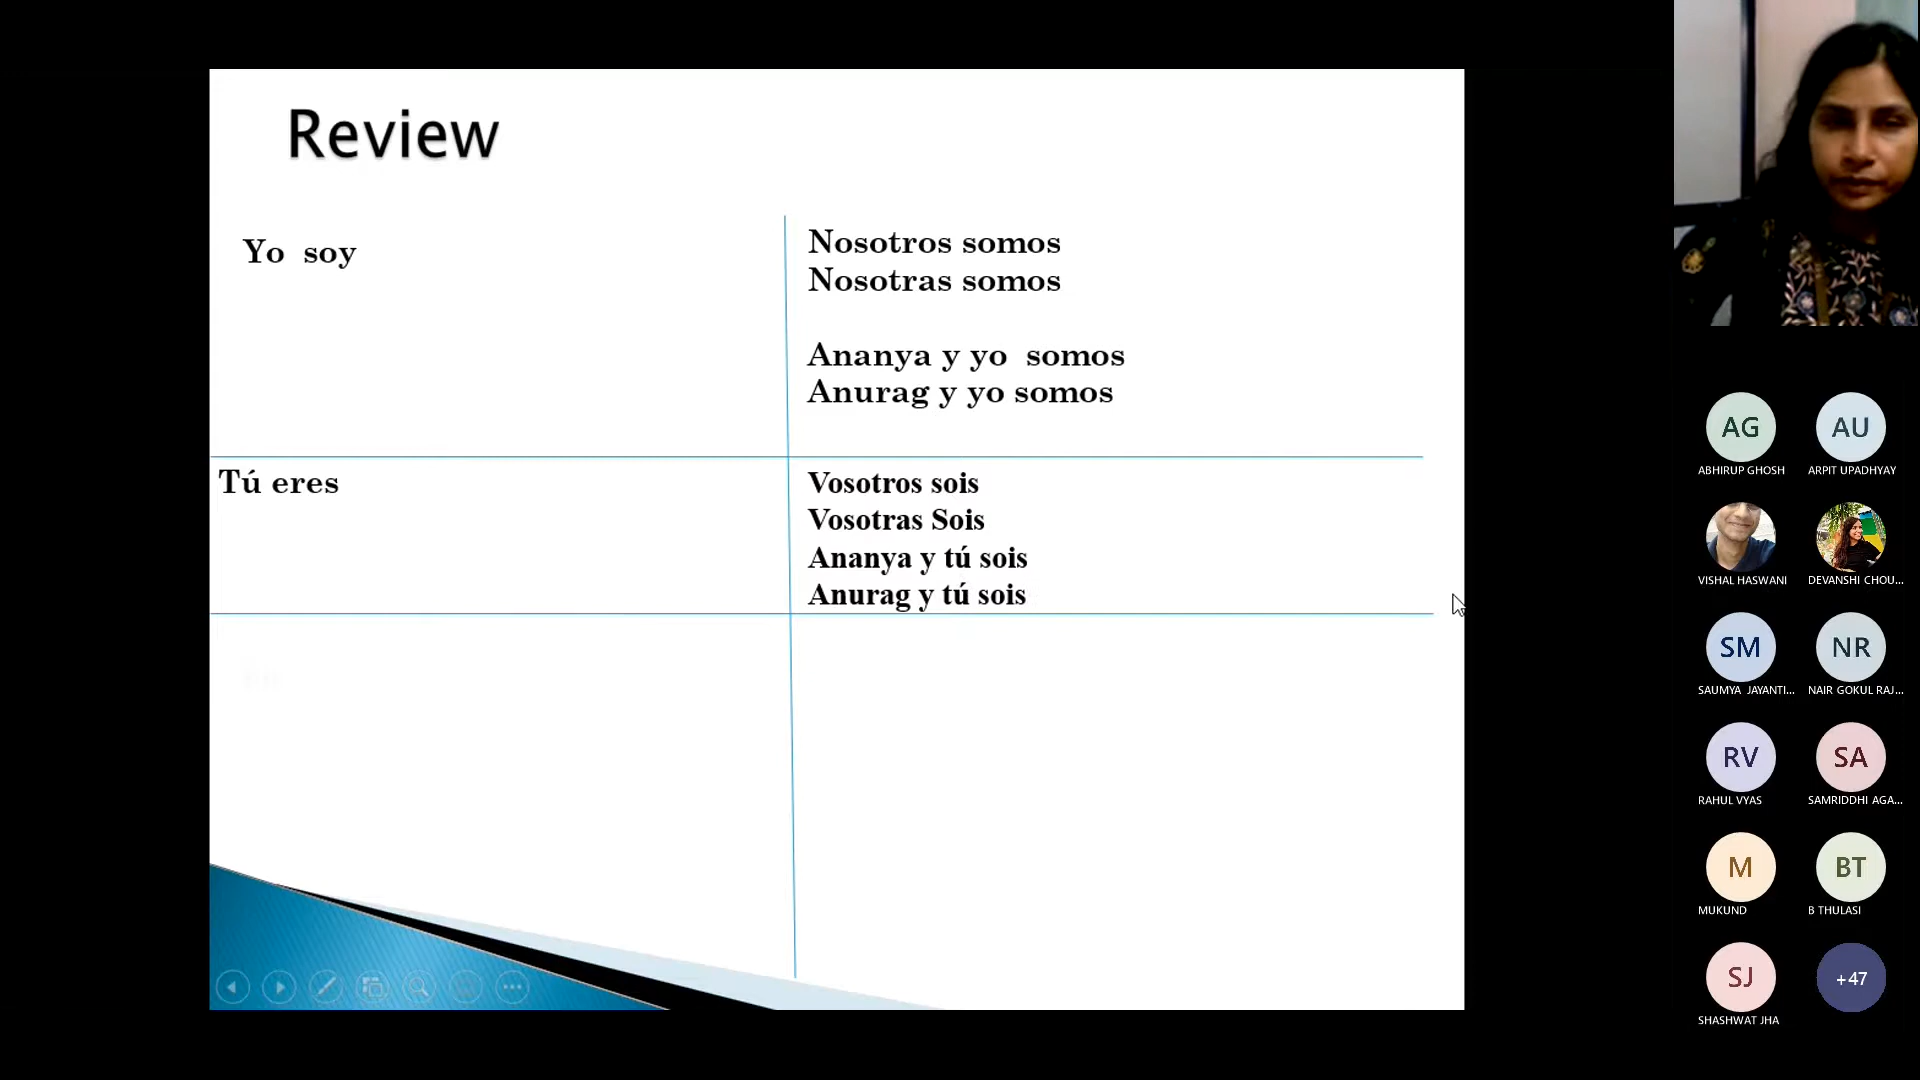 Review
Yo soy
Nosotros somos
Nosotras somos
Ananya y yo somos
Anurag y yo somos
Tú eres
Vosotros sois
Vosotras Sois
Ananya y tú sois
Anurag y tú sois
AG
AU
ABHIRUP GHOSH
ARPIT UPADHYAY
VISHAL HASWANI
DEVANSHI CHOU...
SM
NR
SAUMYA JAYANTI...
NAIR GOKUL RAJ...
RV
SA
RAHUL VYAS
SAMRIDDHI AGA...
M
BT
MUKUND
B THULASI
SJ
+47
SHASHWAT JHA